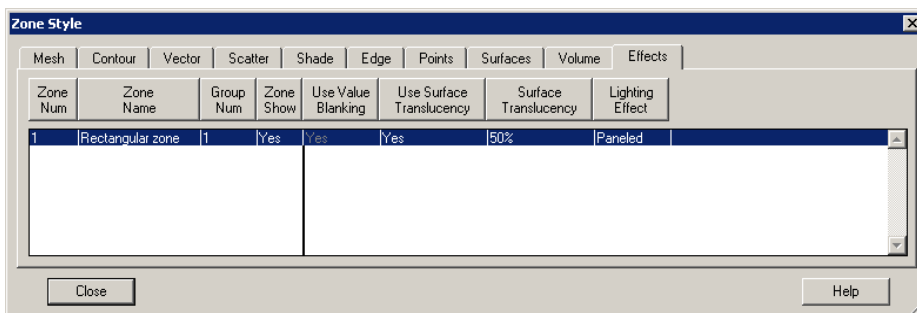 Zone Style
Mesh Contour Vector Scatter Shade Edge Points Surfaces Volume Effects
Zone Num Zone Name Group Num Zone Show Use Value Blanking Use Surface Translucency Surface Translucency Lighting Effect
1 Rectangular zone 1 Yes Yes Yes 50% Paneled
Close Help